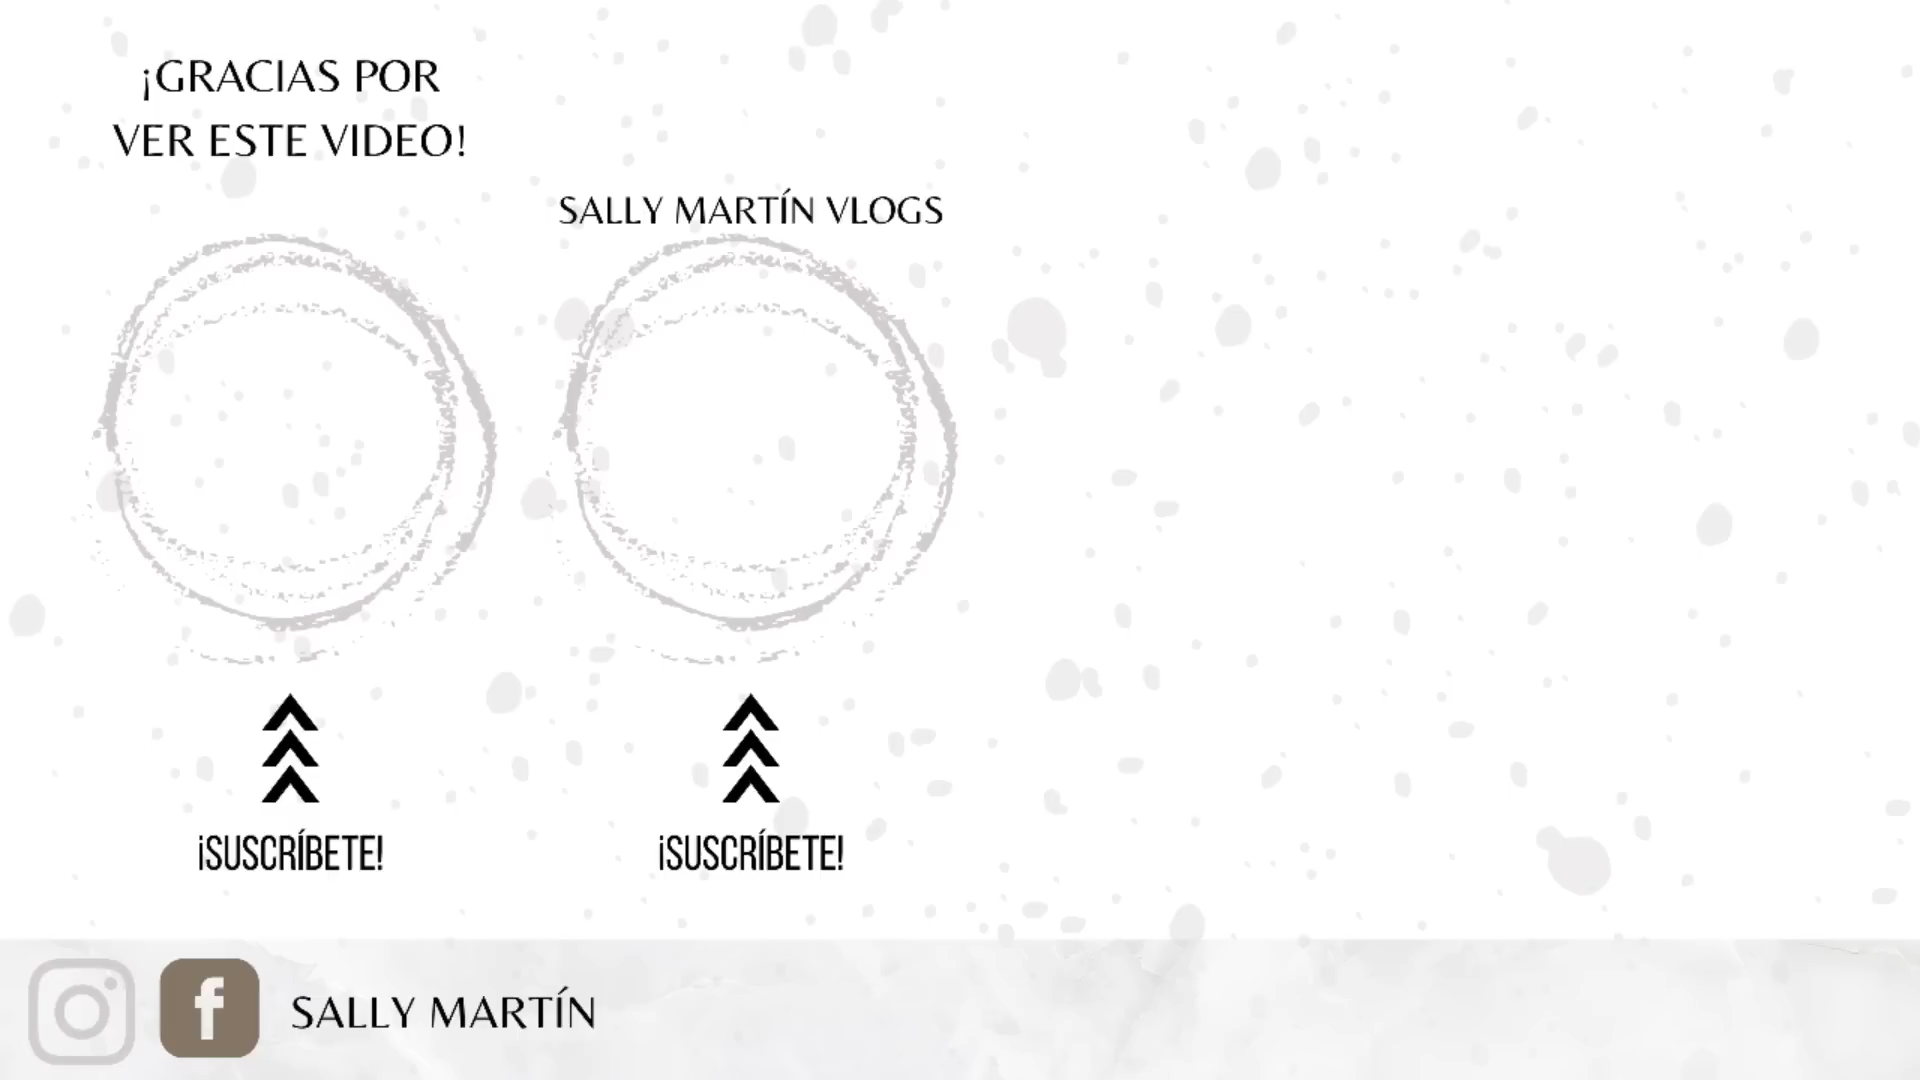 ¡GRACIAS POR
VER ESTE VIDEO!
SALLY MARTÍN VLOGS
¡SUSCRÍBETE!
¡SUSCRÍBETE!
f
SALLY MARTÍN